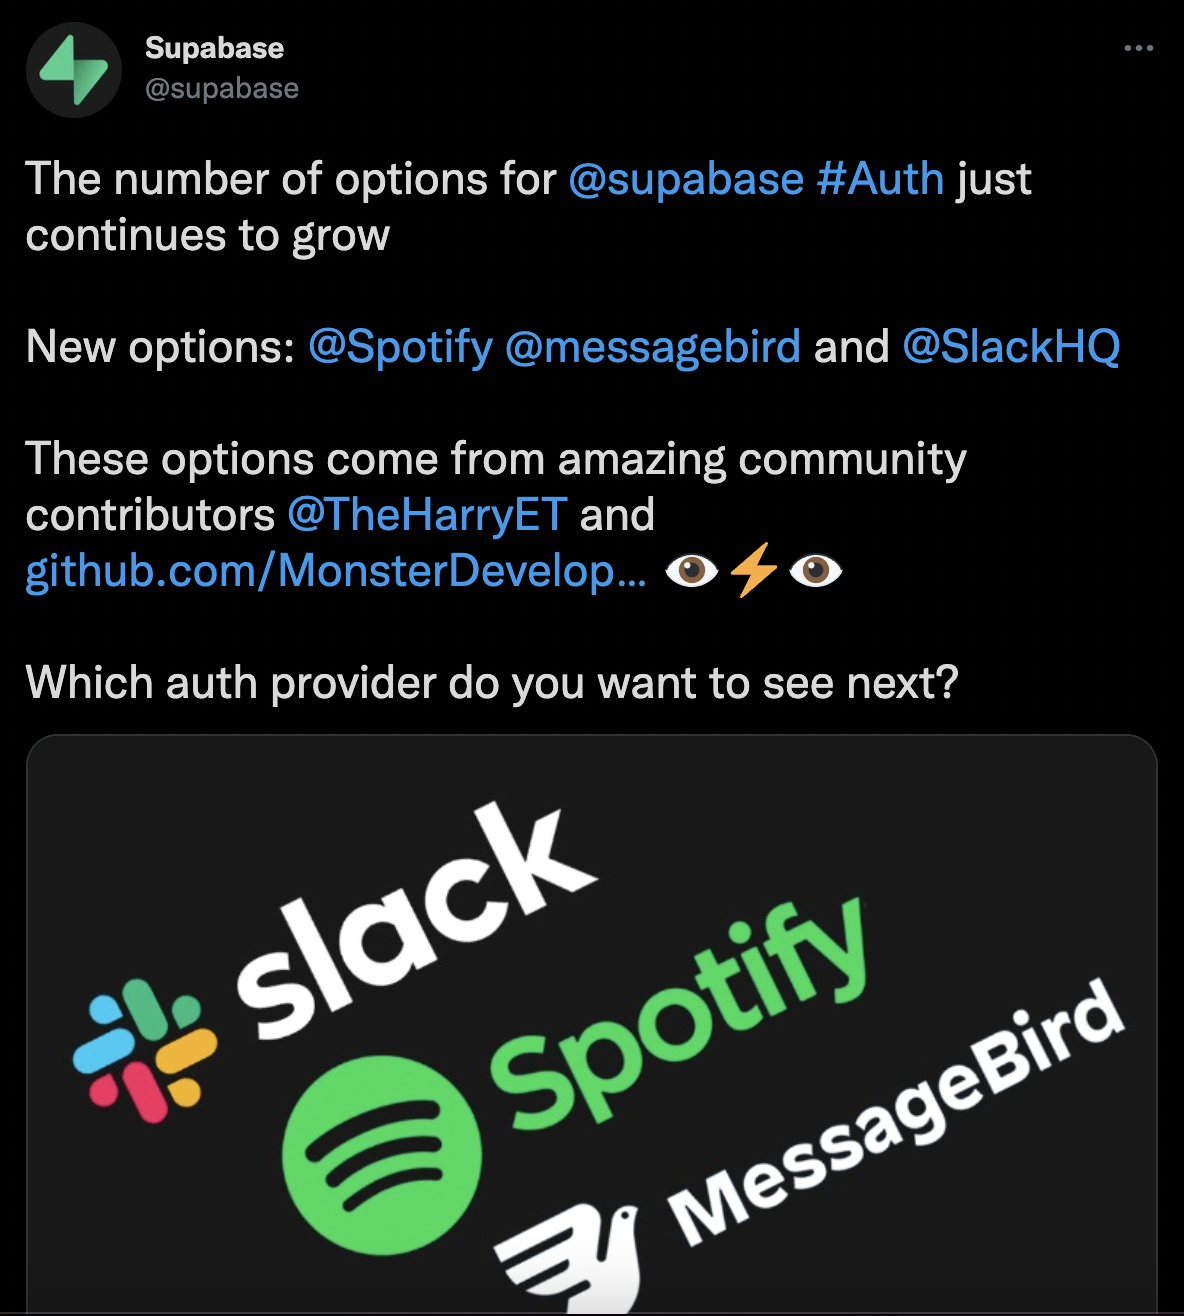 Supabase
@supabase
The number of options for @supabase #Auth just
continues to grow
New options: @Spotify @messagebird and @SlackHQ
These options come from amazing community
contributors @TheHarryET and
github.com/MonsterDevelop... 👁️⚡👁️
Which auth provider do you want to see next?
slack
Spotify
MessageBird